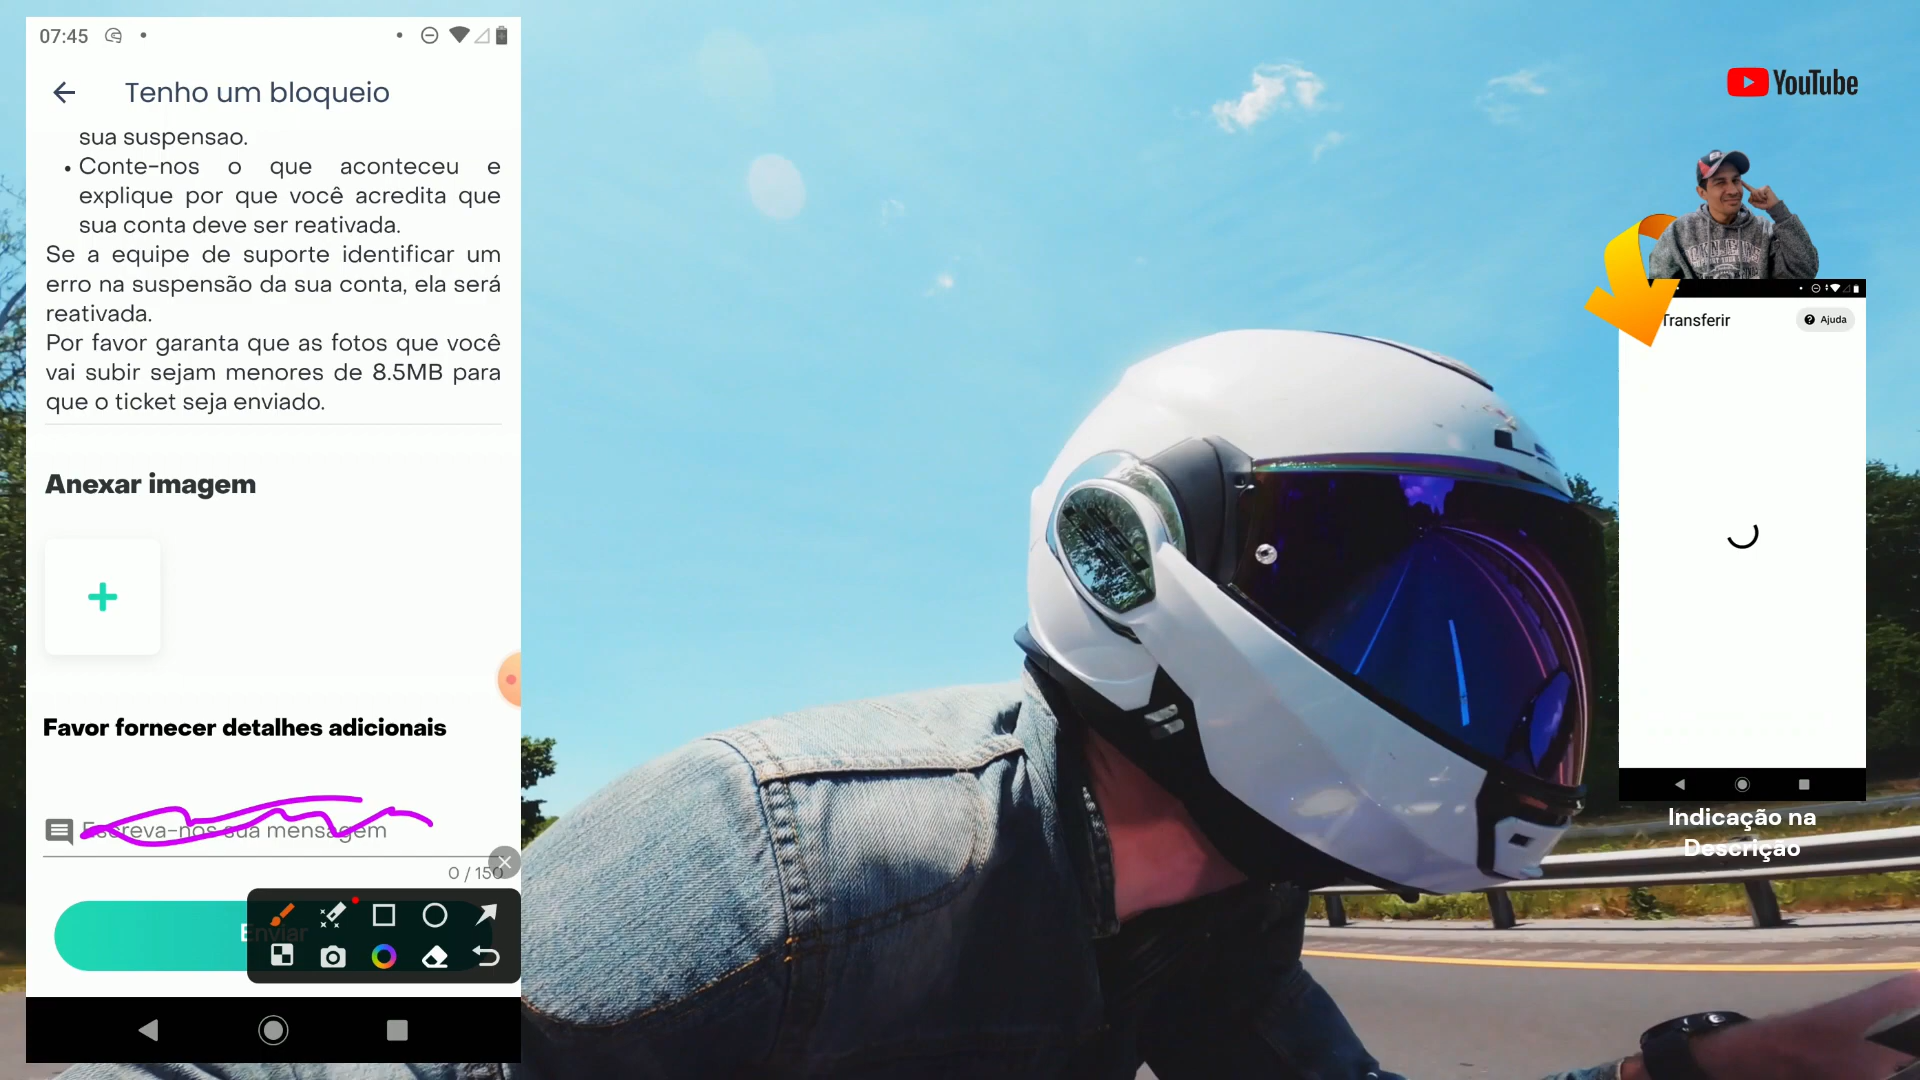 07:45
Tenho um bloqueio
sua suspensao.
• Conte-nos o que aconteceu e
explique por que você acredita que
sua conta deve ser reativada.
Se a equipe de suporte identificar um
erro na suspensão da sua conta, ela será
reativada.
Por favor garanta que as fotos que você
vai subir sejam menores de 8.5MB para
que o ticket seja enviado.
Anexar imagem
Favor fornecer detalhes adicionais
Escreva-nos sua mensagem
0 / 150
Enviar
YouTube
Transferir
Ajuda
Indicação na
Descrição